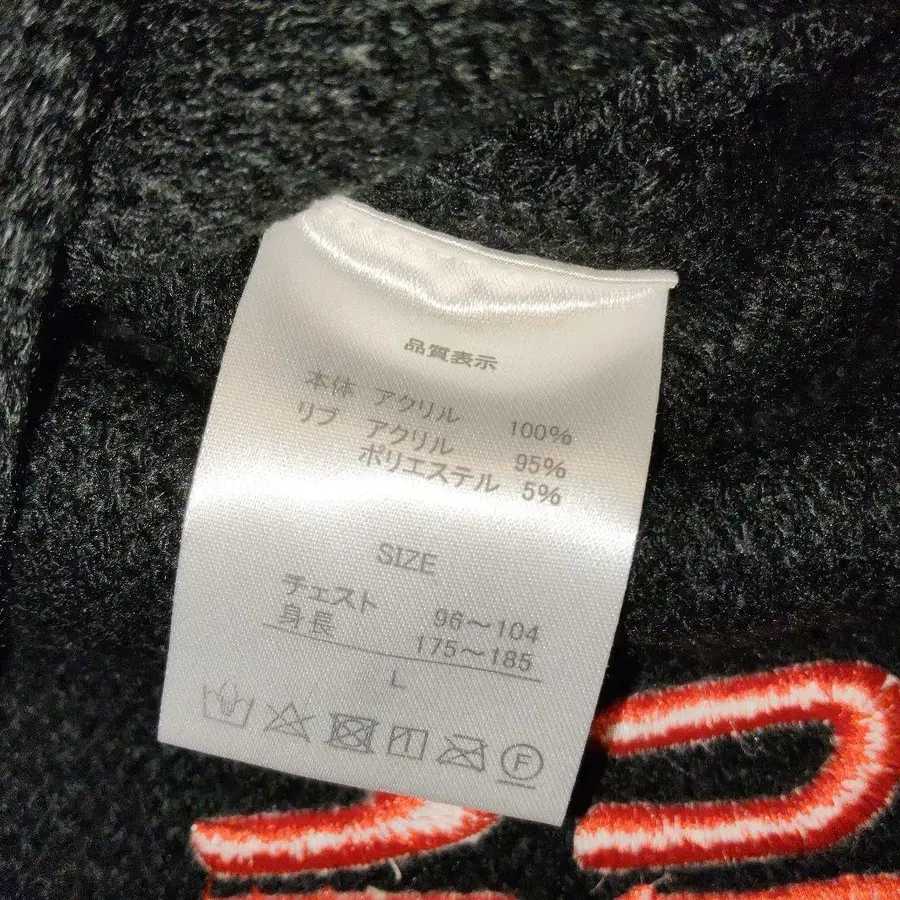 品質表示
本体 アクリル 100%
リブ アクリル 95%
ポリエステル 5%
SIZE
チェスト 96～104
身長 175～185
L
F